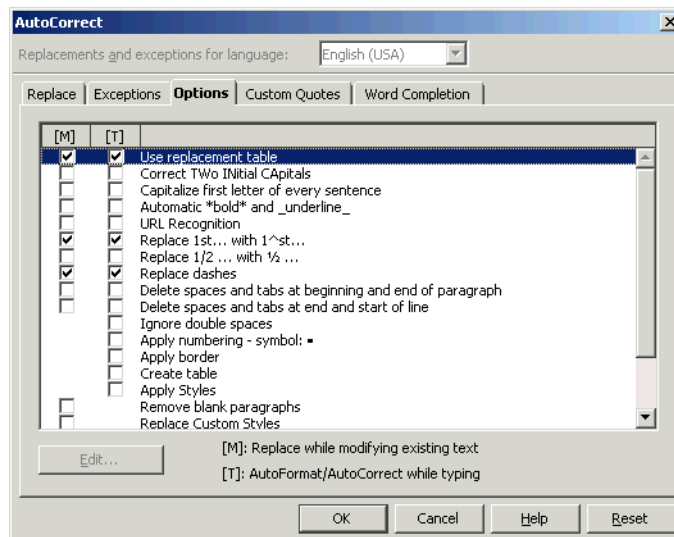 AutoCorrect
Replacements and exceptions for language: English (USA)
Replace Exceptions Options Custom Quotes Word Completion
[M] [T]
Use replacement table
Correct TWo INitial CApitals
Capitalize first letter of every sentence
Automatic *bold* and _underline_
URL Recognition
Replace 1st... with 1^st...
Replace 1/2 ... with ½ ...
Replace dashes
Delete spaces and tabs at beginning and end of paragraph
Delete spaces and tabs at end and start of line
Ignore double spaces
Apply numbering - symbol: ▪
Apply border
Create table
Apply Styles
Remove blank paragraphs
Replace Custom Styles
Edit... [M]: Replace while modifying existing text
[T]: AutoFormat/AutoCorrect while typing
OK Cancel Help Reset